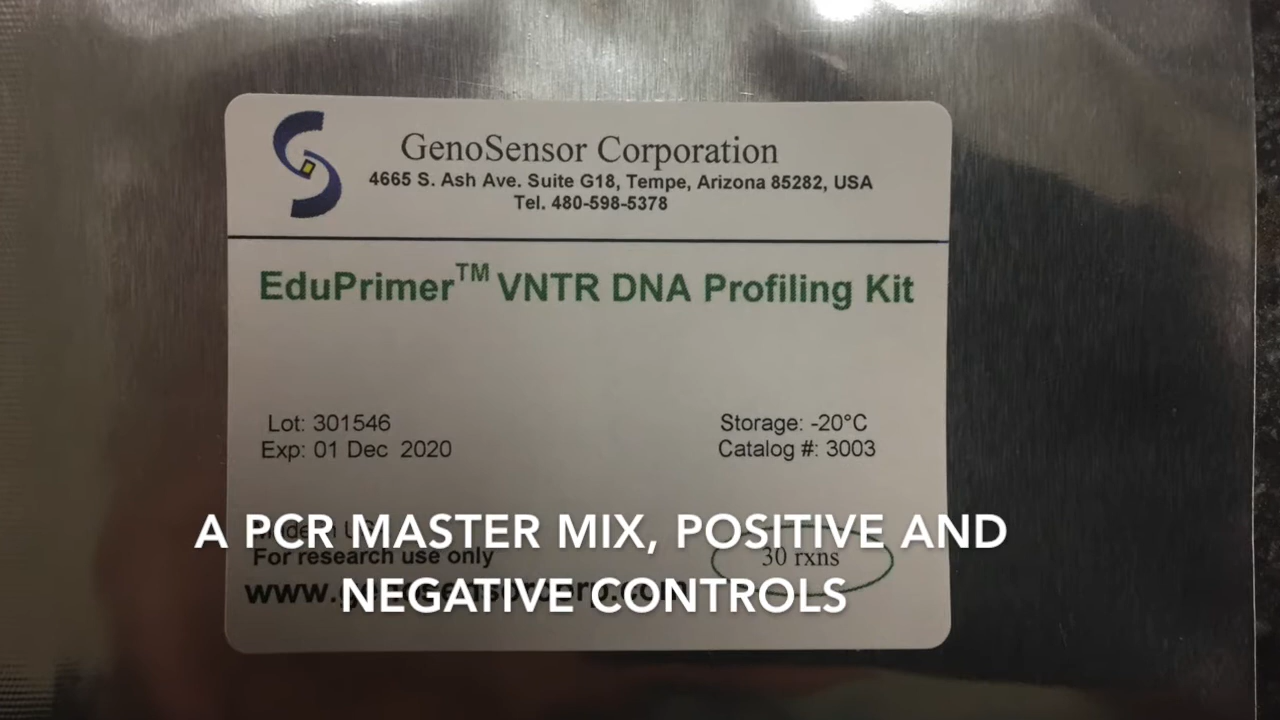 GenoSensor Corporation
4665 S. Ash Ave. Suite G18, Tempe, Arizona 85282, USA
Tel. 480-598-5378
EduPrimer™ VNTR DNA Profiling Kit
Lot: 301546
Exp: 01 Dec 2020
Storage: -20°C
Catalog #: 3003
For research use only
30 rxns
A PCR MASTER MIX, POSITIVE AND
NEGATIVE CONTROLS